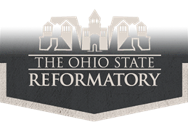 THE OHIO STATE
REFORMATORY